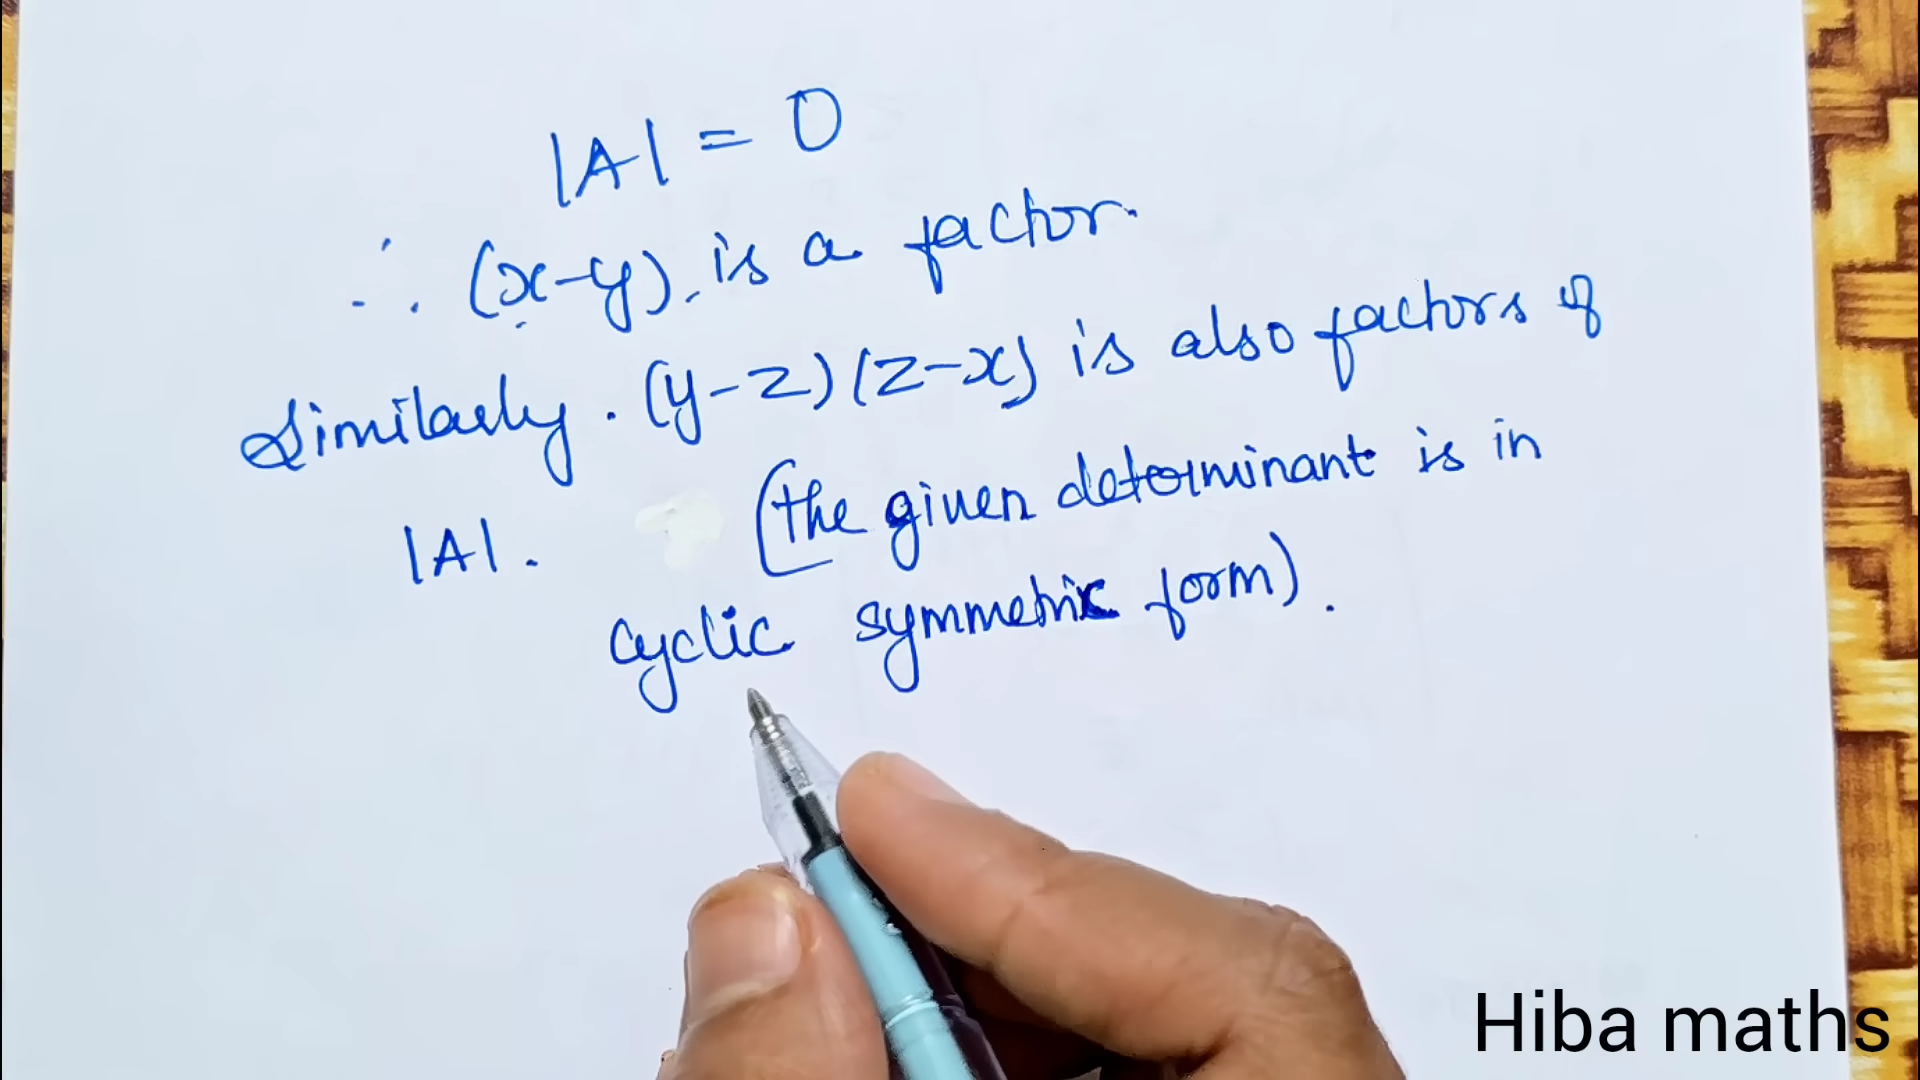 |A| = 0
∴ (x-y), is a factor.
Similarly. (y-z)(z-x) is also factors of
|A|. (the given determinant is in
cyclic symmetric form).
Hiba maths